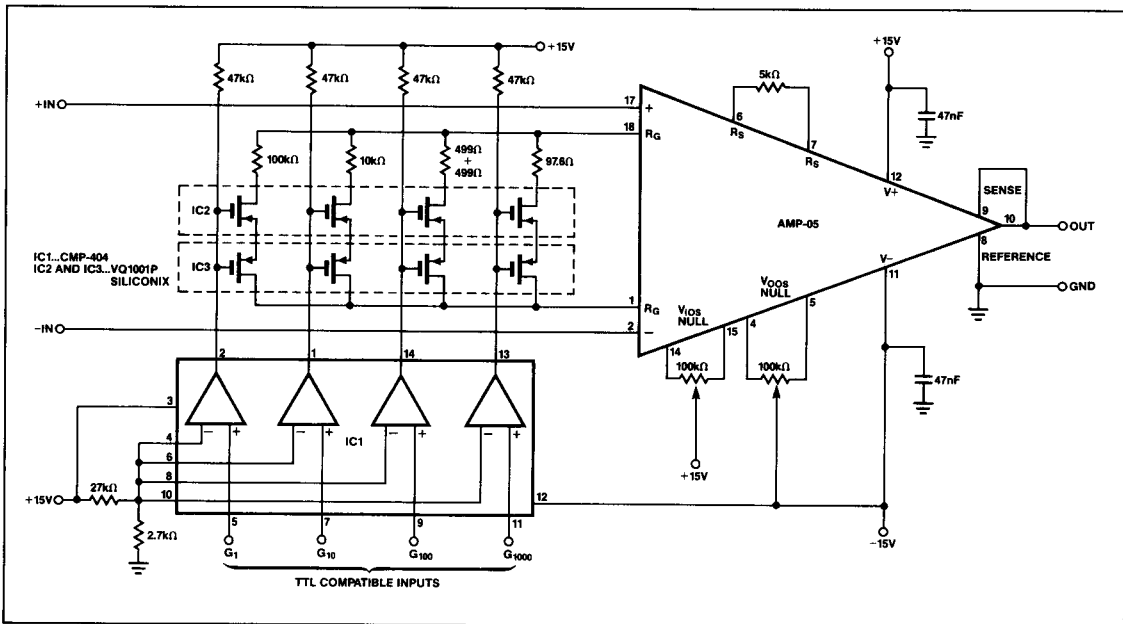 +15V
47kΩ 47kΩ 47kΩ 47kΩ
+IN
100kΩ 10kΩ 499Ω + 499Ω 97.6Ω
IC2
IC3
IC1...CMP-404
IC2 AND IC3...VQ1001P
SILICONIX
-IN
17 +
18 RG
1 RG
2 -
5kΩ
6 RS
7 RS
+15V
47nF
12
V+
AMP-05
SENSE
9
10 OUT
8
REFERENCE
GND
V-
11
VOOS
NULL
4 5
100kΩ
VIOS
NULL
14 15
100kΩ
+15V
47nF
-15V
2 1 14 13
3
4
6
8
10
12
- + - + IC1 - + - +
+15V 27kΩ
2.7kΩ
5 7 9 11
G1 G10 G100 G1000
TTL COMPATIBLE INPUTS